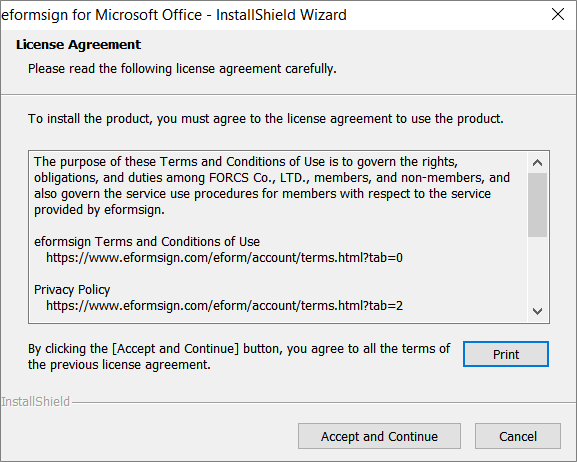 eformsign for Microsoft Office - InstallShield Wizard
License Agreement
Please read the following license agreement carefully.
To install the product, you must agree to the license agreement to use the product.
The purpose of these Terms and Conditions of Use is to govern the rights,
obligations, and duties among FORCS Co., LTD., members, and non-members, and
also govern the service use procedures for members with respect to the service
provided by eformsign.
eformsign Terms and Conditions of Use
https://www.eformsign.com/eform/account/terms.html?tab=0
Privacy Policy
https://www.eformsign.com/eform/account/terms.html?tab=2
By clicking the [Accept and Continue] button, you agree to all the terms of
the previous license agreement.
Print
InstallShield
Accept and Continue
Cancel